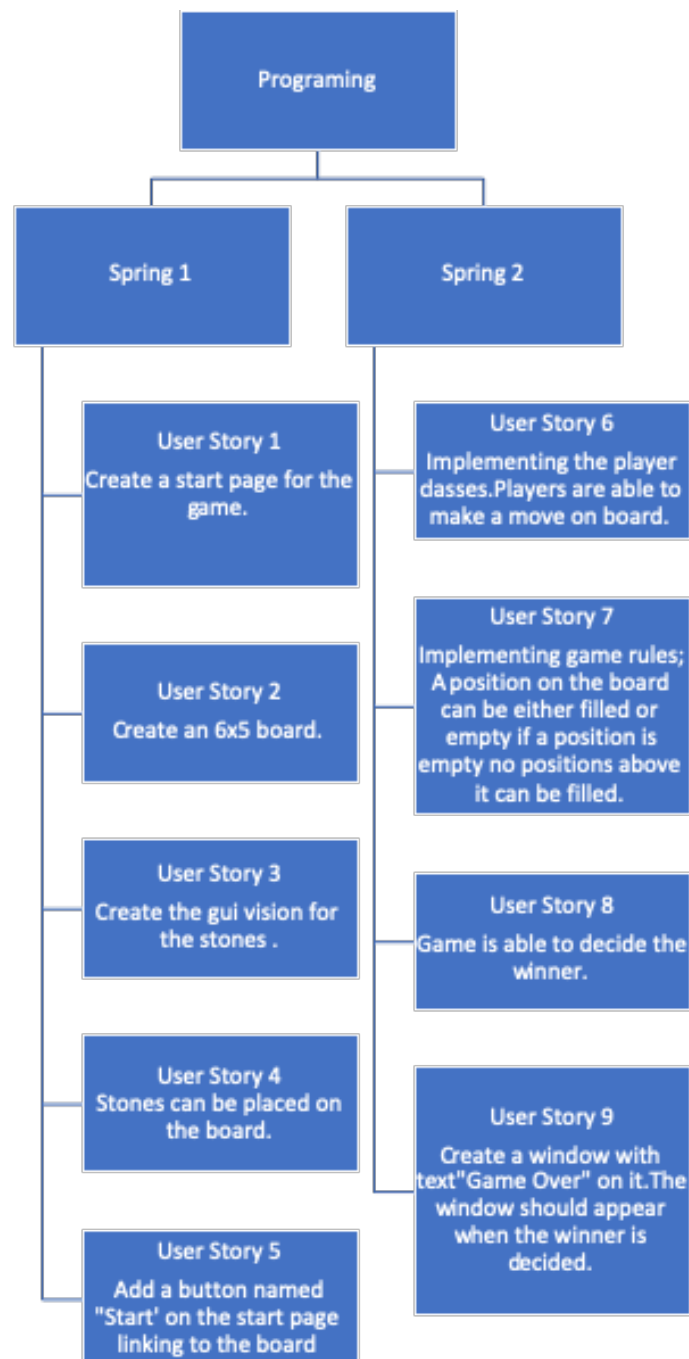 Programing
Spring 1
Spring 2
User Story 1
Create a start page for the
game.
User Story 2
Create an 6x5 board.
User Story 3
Create the gui vision for
the stones .
User Story 4
Stones can be placed on
the board.
User Story 5
Add a button named
"Start' on the start page
linking to the board
User Story 6
Implementing the player
dasses.Players are able to
make a move on board.
User Story 7
Implementing game rules;
A position on the board
can be either filled or
empty if a position is
empty no positions above
it can be filled.
User Story 8
Game is able to decide the
winner.
User Story 9
Create a window with
text"Game Over" on it.The
window should appear
when the winner is
decided.